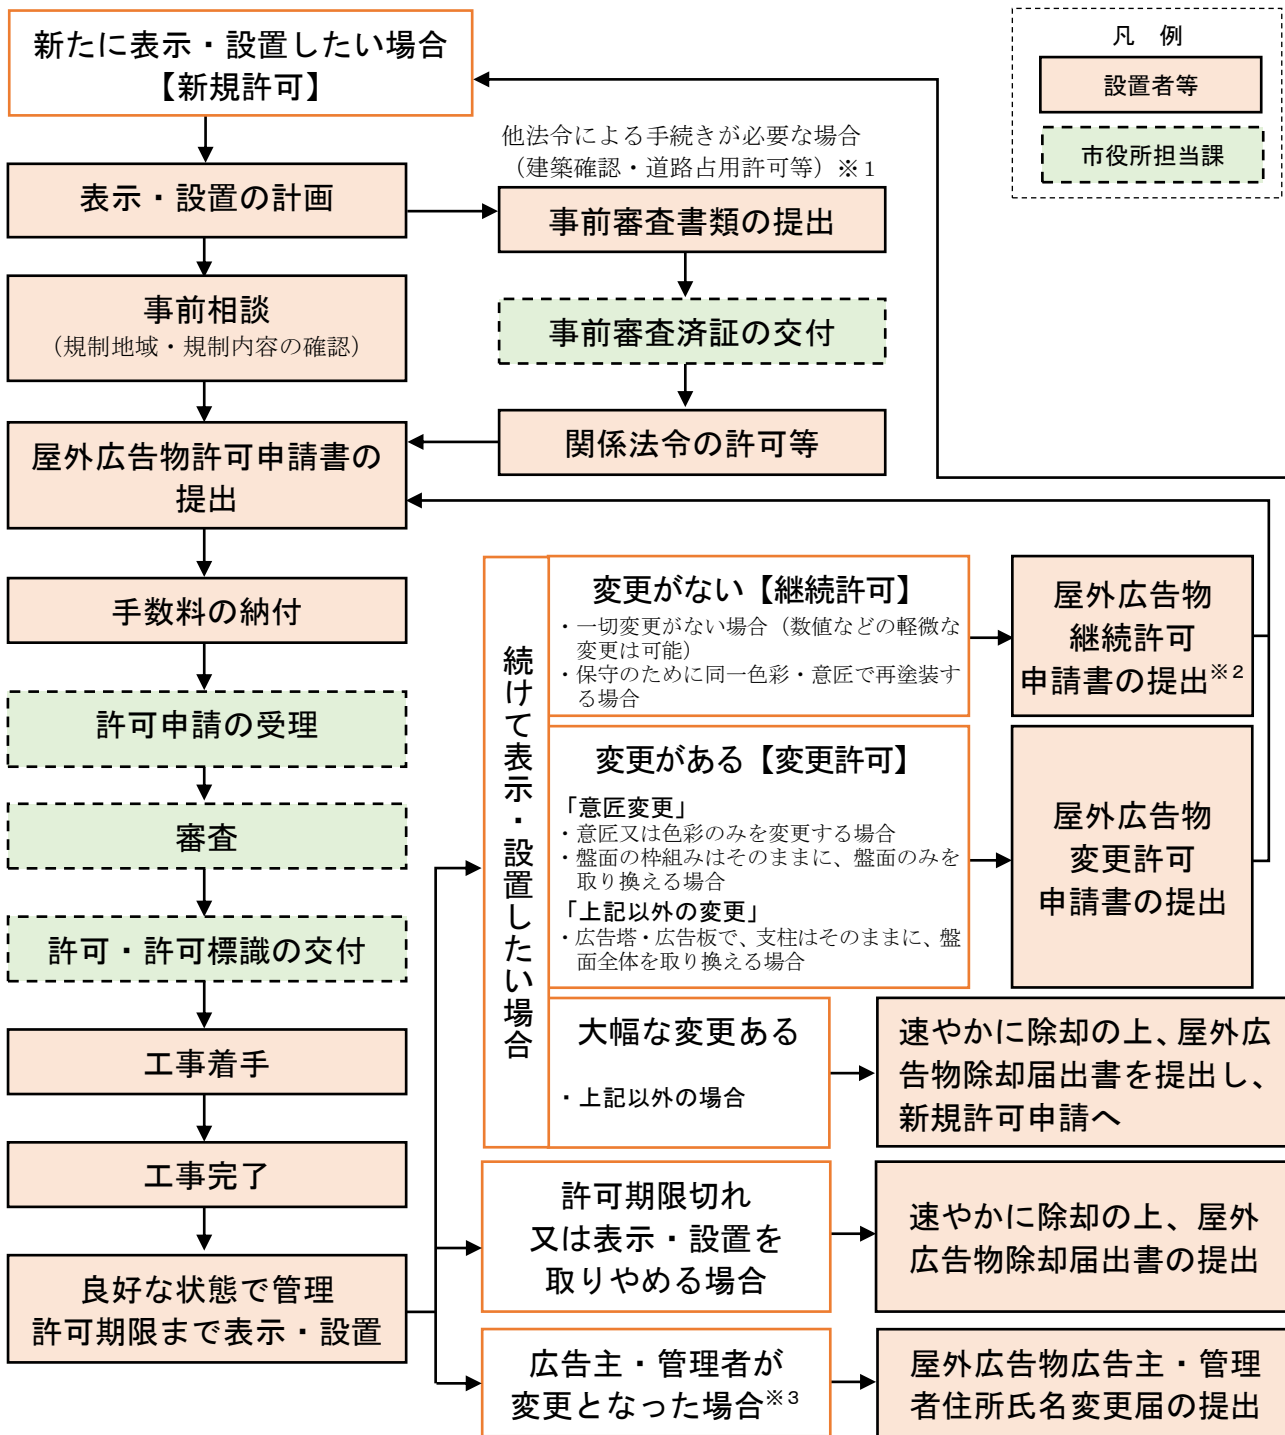 新たに表示・設置したい場合
【新規許可】
凡　例
設置者等
市役所担当課
他法令による手続きが必要な場合
（建築確認・道路占用許可等）※1
表示・設置の計画
事前審査書類の提出
事前相談
（規制地域・規制内容の確認）
事前審査済証の交付
関係法令の許可等
屋外広告物許可申請書の
提出
手数料の納付
許可申請の受理
審査
許可・許可標識の交付
工事着手
工事完了
良好な状態で管理
許可期限まで表示・設置
続けて表示・設置したい場合
変更がない【継続許可】
・一切変更がない場合（数値などの軽微な
変更は可能）
・保守のために同一色彩・意匠で再塗装す
る場合
屋外広告物
継続許可
申請書の提出※2
変更がある【変更許可】
「意匠変更」
・意匠又は色彩のみを変更する場合
・盤面の枠組みはそのままに、盤面のみを
取り換える場合
「上記以外の変更」
・広告塔・広告板で、支柱はそのままに、盤
面全体を取り換える場合
屋外広告物
変更許可
申請書の提出
大幅な変更ある
・上記以外の場合
速やかに除却の上、屋外広
告物除却届出書を提出し、
新規許可申請へ
許可期限切れ
又は表示・設置を
取りやめる場合
速やかに除却の上、屋外
広告物除却届出書の提出
広告主・管理者が
変更となった場合※3
屋外広告物広告主・管理
者住所氏名変更届の提出